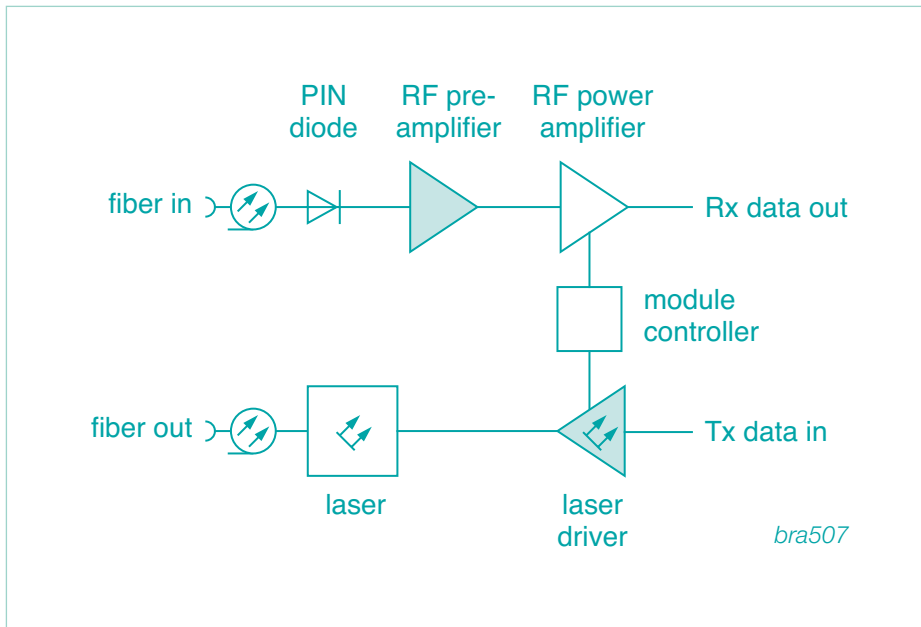 PIN
diode
RF pre-
amplifier
RF power
amplifier
fiber in
Rx data out
module
controller
fiber out
Tx data in
laser
laser
driver
bra507